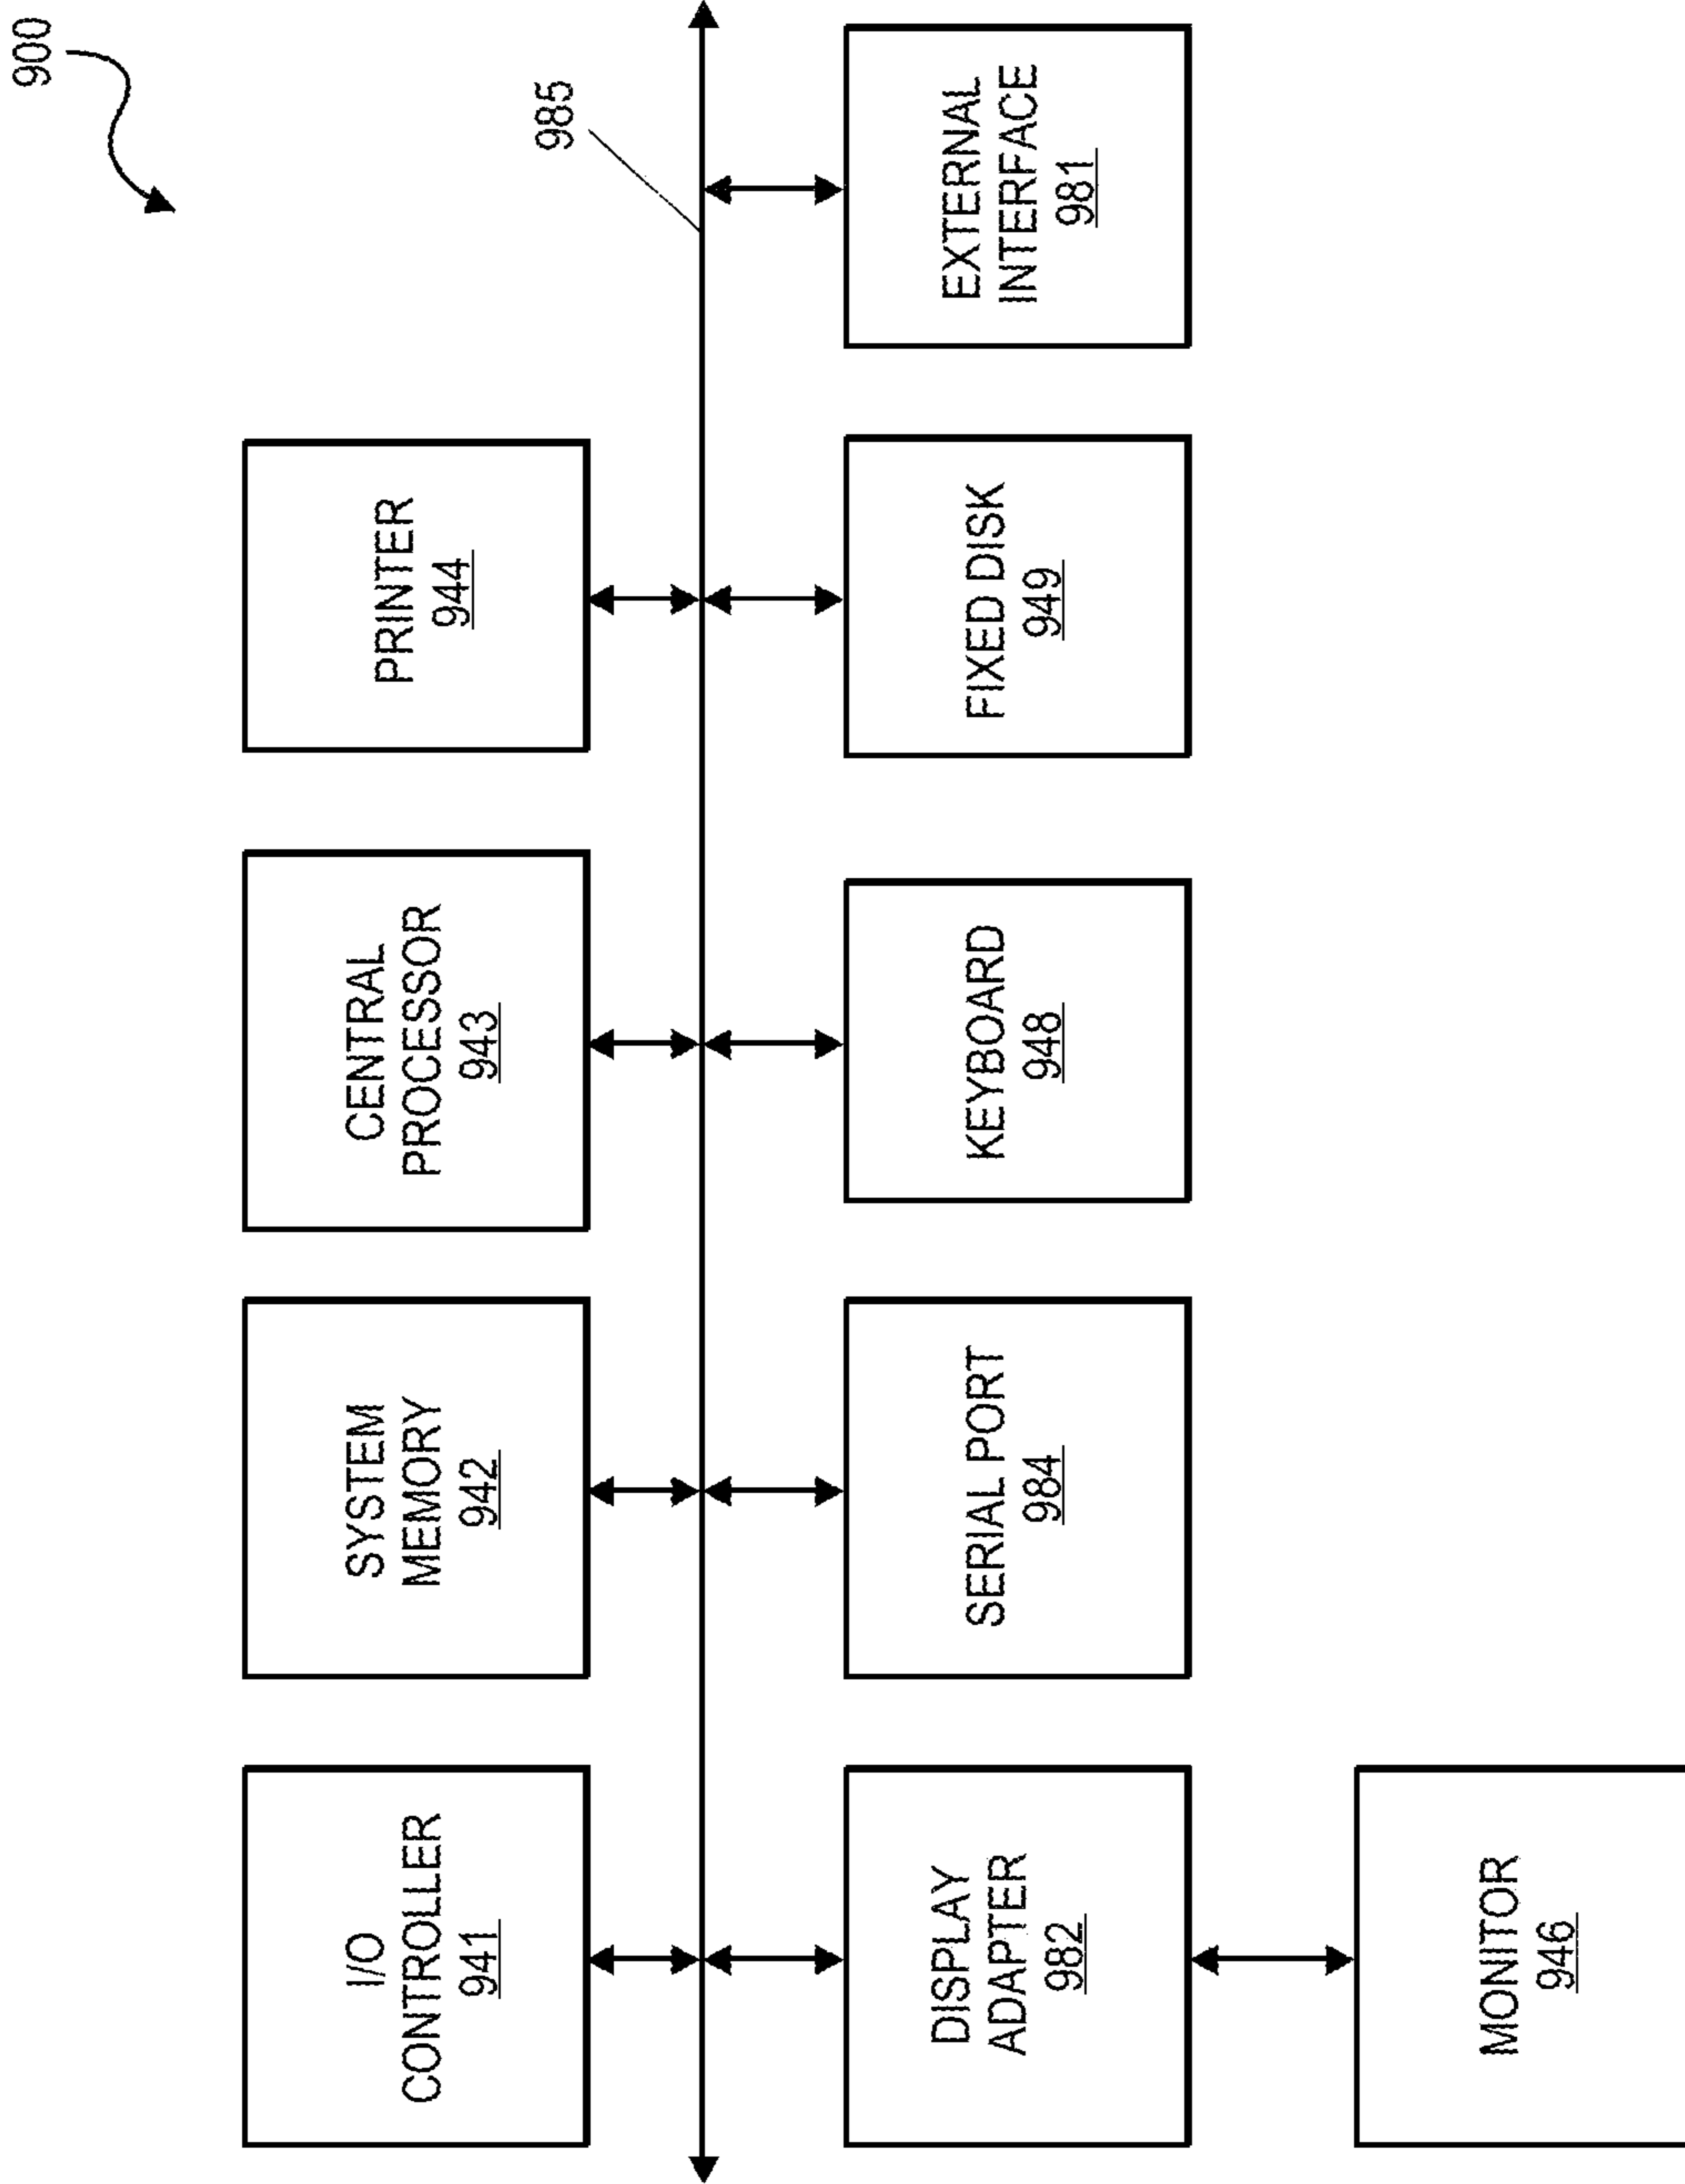 900
I/O
CONTROLLER
941
SYSTEM
MEMORY
942
CENTRAL
PROCESSOR
943
PRINTER
944
985
DISPLAY
ADAPTER
982
SERIAL PORT
984
KEYBOARD
948
FIXED DISK
949
EXTERNAL
INTERFACE
981
MONITOR
946